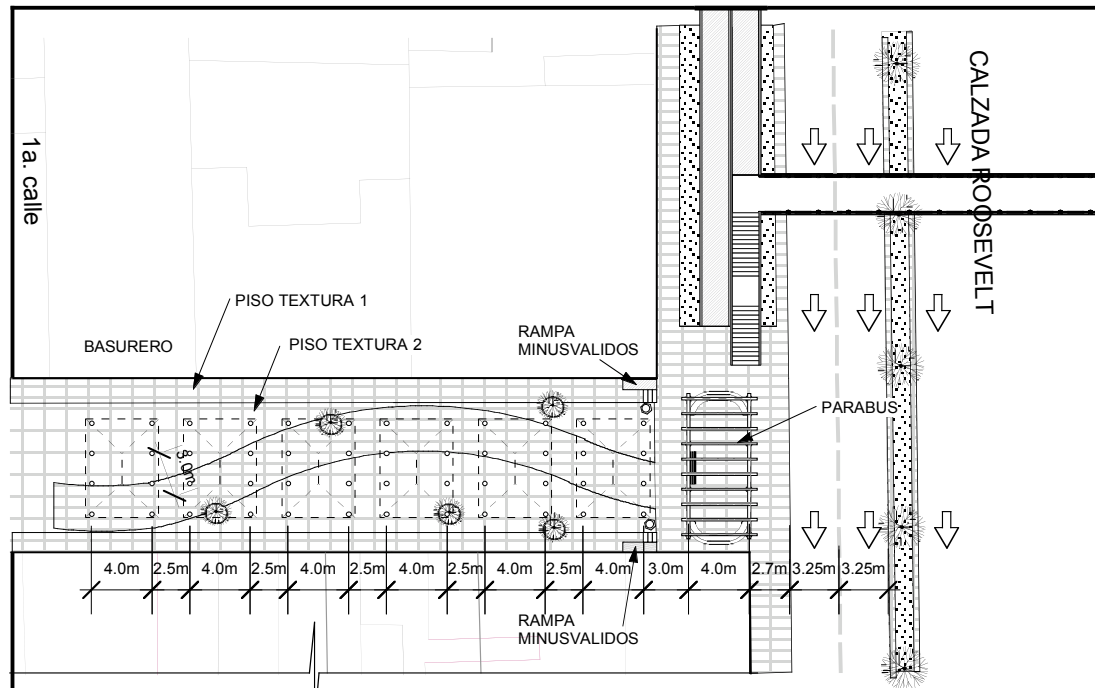 CALZADA ROOSEVELT
1a. calle
PISO TEXTURA 1
BASURERO
PISO TEXTURA 2
RAMPA
MINUSVALIDOS
PARABUS
3.0m
4.0m 2.5m 4.0m 2.5m 4.0m 2.5m 4.0m 2.5m 4.0m 2.5m 4.0m 3.0m 4.0m 2.7m 3.25m 3.25m
RAMPA
MINUSVALIDOS